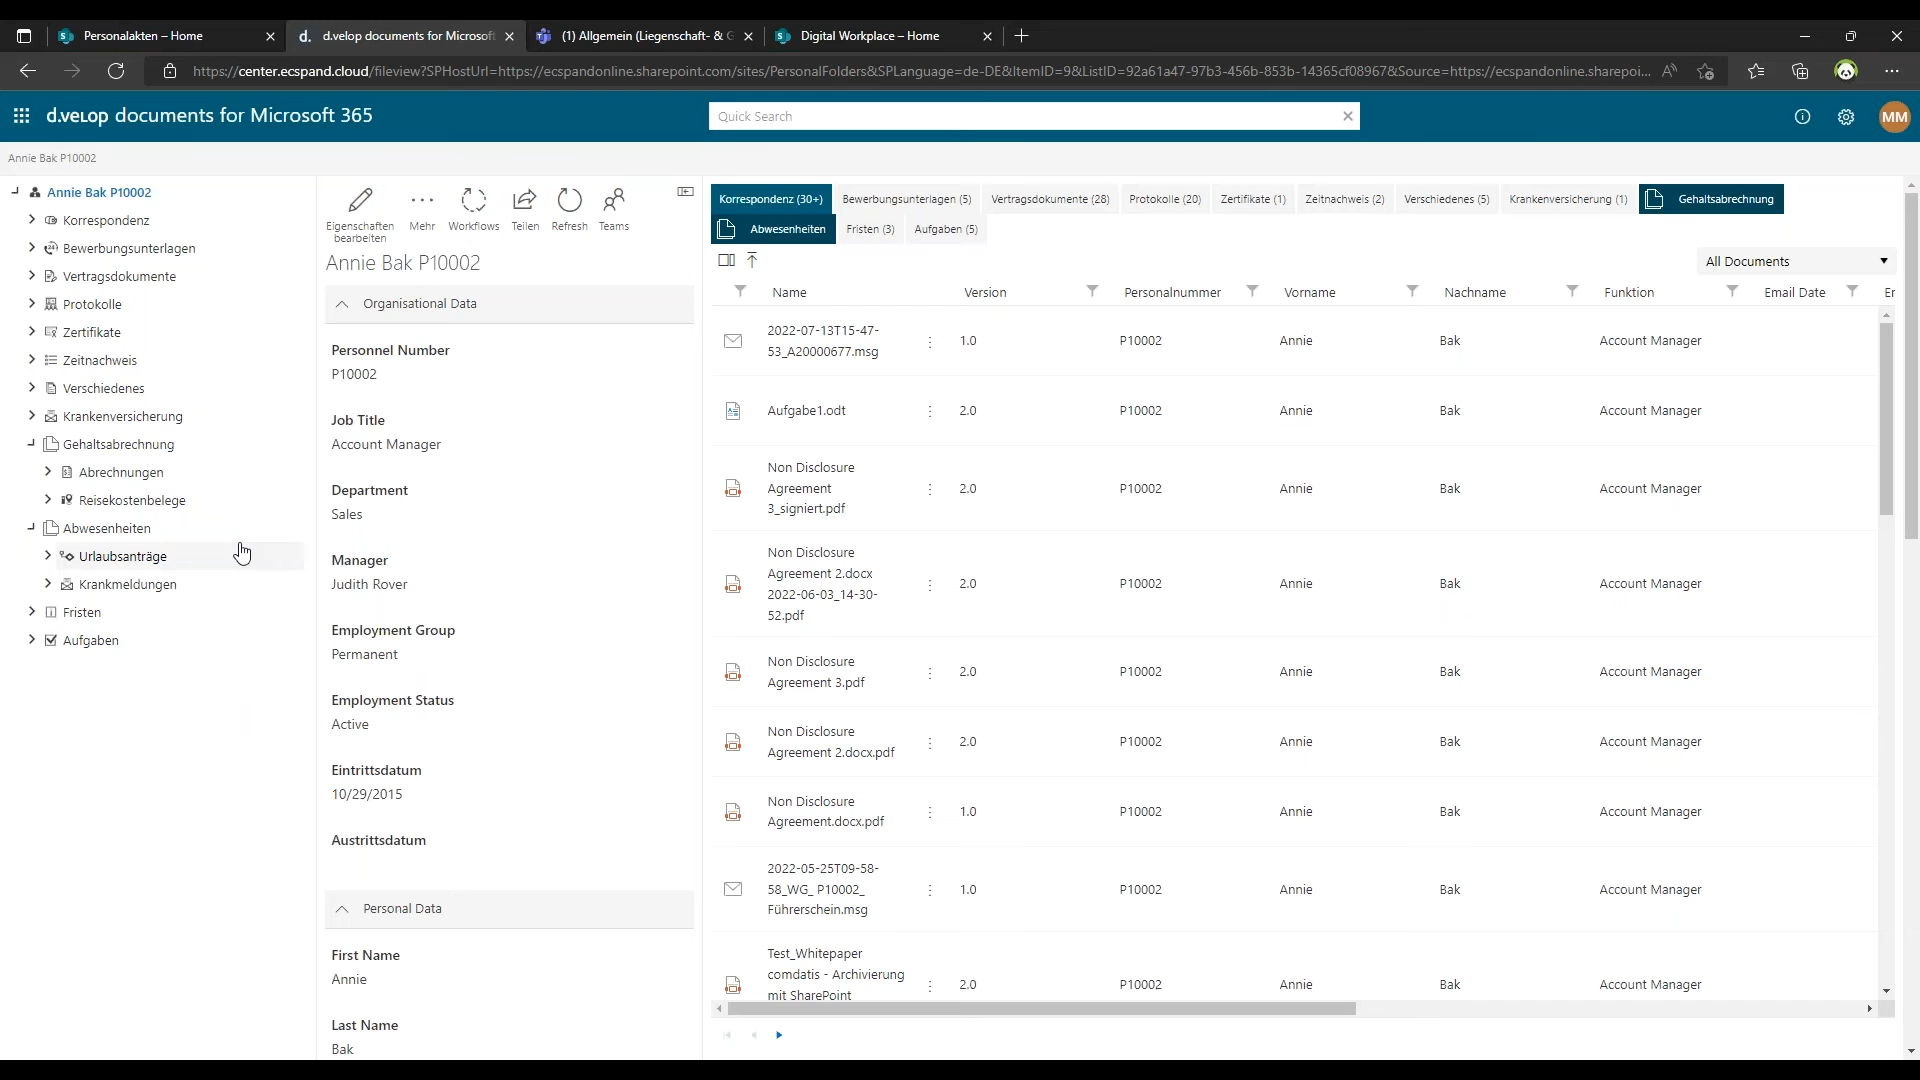 Personalakten – Home
d.velop documents for Microsoft
(1) Allgemein (Liegenschaft- & G
Digital Workplace – Home
https://center.ecspand.cloud/fileview?SPHostUrl=https://ecspandonline.sharepoint.com/sites/PersonalFolders&SPLanguage=de-DE&ItemID=9&ListID=92a61a47-97b3-456b-853b-14365cf08967&Source=https://ecspandonline.sharepoi...
d.velop documents for Microsoft 365
Quick Search
MM
Annie Bak P10002
Annie Bak P10002
Korrespondenz
Bewerbungsunterlagen
Vertragsdokumente
Protokolle
Zertifikate
Zeitnachweis
Verschiedenes
Krankenversicherung
Gehaltsabrechnung
Abrechnungen
Reisekostenbelege
Abwesenheiten
Urlaubsanträge
Krankmeldungen
Fristen
Aufgaben
Eigenschaften bearbeiten
Mehr
Workflows
Teilen
Refresh
Teams
Annie Bak P10002
Organisational Data
Personnel Number
P10002
Job Title
Account Manager
Department
Sales
Manager
Judith Rover
Employment Group
Permanent
Employment Status
Active
Eintrittsdatum
10/29/2015
Austrittsdatum
Personal Data
First Name
Annie
Last Name
Bak
Korrespondenz (30+) Bewerbungsunterlagen (5) Vertragsdokumente (28) Protokolle (20) Zertifikate (1) Zeitnachweis (2) Verschiedenes (5) Krankenversicherung (1) Gehaltsabrechnung
Abwesenheiten Fristen (3) Aufgaben (5)
All Documents
Name Version Personalnummer Vorname Nachname Funktion Email Date Er
2022-07-13T15-47-
53_A20000677.msg
1.0 P10002 Annie Bak Account Manager
Aufgabe1.odt 2.0 P10002 Annie Bak Account Manager
Non Disclosure
Agreement
3_signiert.pdf
2.0 P10002 Annie Bak Account Manager
Non Disclosure
Agreement 2.docx
2022-06-03_14-30-
52.pdf
2.0 P10002 Annie Bak Account Manager
Non Disclosure
Agreement 3.pdf
2.0 P10002 Annie Bak Account Manager
Non Disclosure
Agreement 2.docx.pdf
2.0 P10002 Annie Bak Account Manager
Non Disclosure
Agreement.docx.pdf
1.0 P10002 Annie Bak Account Manager
2022-05-25T09-58-
58_WG_ P10002_
Führerschein.msg
1.0 P10002 Annie Bak Account Manager
Test_Whitepaper
comdatis - Archivierung
mit SharePoint
2.0 P10002 Annie Bak Account Manager